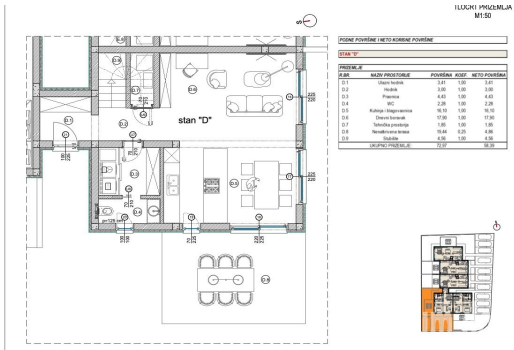 TLOCRT PRIZEMLJA
M1:50
PODNE POVRŠINE I NETO KORISNE POVRŠINE
STAN "D"
PRIZEMLJE
R.BR. NAZIV PROSTORIJE POVRŠINA KOEF NETO POVRŠINA
D.1 Ulazni hodnik 3,41 1,00 3,41
D.2 Hodnik 3,00 1,00 3,00
D.3 Praonica 4,43 1,00 4,43
D.4 WC 2,28 1,00 2,28
D.5 Kuhinja i blagovaonica 16,10 1,00 16,10
D.6 Dnevni boravak 17,90 1,00 17,90
D.7 Tehnička prostorija 1,85 1,00 1,85
D.8 Nenatkrivena terasa 19,44 0,25 4,86
D.9 Stubište 4,56 1,00 4,56
UKUPNO PRIZEMLJE: 72,97 58,39
S
D.9
D.7
D.6
D.1
D.2
stan "D"
D.3
D.4
D.5
D.8